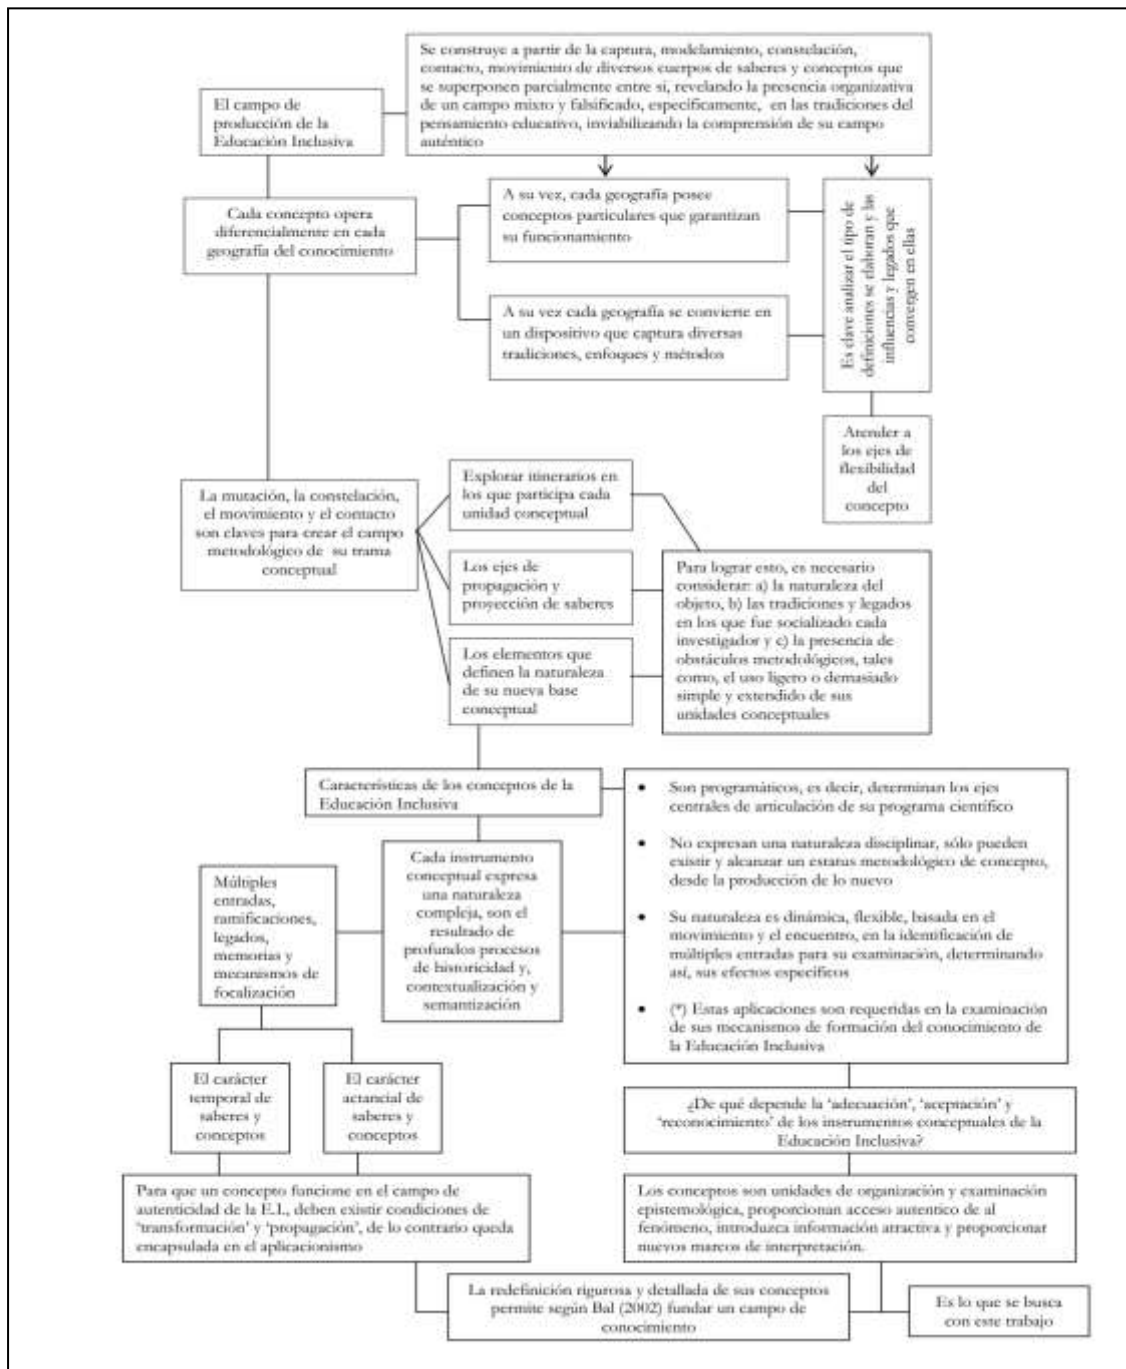 Se construye a partir de la captura, modelamiento, constelación,
contacto, movimiento de diversos cuerpos de saberes y conceptos que
se superponen parcialmente entre sí, revelando la presencia organizativa
de un campo mixto y falsificado, específicamente, en las tradiciones del
pensamiento educativo, inviabilizando la comprensión de su campo
auténtico
El campo de
producción de la
Educación Inclusiva
Cada concepto opera
diferencialmente en cada
geografía del conocimiento
A su vez, cada geografía posee
conceptos particulares que garantizan
su funcionamiento
A su vez cada geografía se convierte en
un dispositivo que captura diversas
tradiciones, enfoques y métodos
Es clave analizar el tipo de
definiciones se elaboran y las
influencias y legados que
convergen en ellas
Atender a
los ejes de
flexibilidad
del
concepto
La mutación, la constelación,
el movimiento y el contacto
son claves para crear el campo
metodológico de su trama
conceptual
Explorar itinerarios en
los que participa cada
unidad conceptual
Los ejes de
propagación y
proyección de saberes
Los elementos que
definen la naturaleza
de su nueva base
conceptual
Para lograr esto, es necesario
considerar: a) la naturaleza del
objeto, b) las tradiciones y legados
en los que fue socializado cada
investigador y c) la presencia de
obstáculos metodológicos, tales
como, el uso ligero o demasiado
simple y extendido de sus
unidades conceptuales
Características de los conceptos de la
Educación Inclusiva
• Son programáticos, es decir, determinan los ejes
centrales de articulación de su programa científico
• No expresan una naturaleza disciplinar, sólo pueden
existir y alcanzar un estatus metodológico de concepto,
desde la producción de lo nuevo
• Su naturaleza es dinámica, flexible, basada en el
movimiento y el encuentro, en la identificación de
múltiples entradas para su examinación, determinando
así, sus efectos específicos
• (*) Estas aplicaciones son requeridas en la examinación
de sus mecanismos de formación del conocimiento de
la Educación Inclusiva
Cada instrumento
conceptual expresa
una naturaleza
compleja, son el
resultado de
profundos procesos
de historicidad y,
contextualización y
semantización
Múltiples
entradas,
ramificaciones,
legados,
memorias y
mecanismos de
focalización
El carácter
temporal de
saberes y
conceptos
El carácter
actancial de
saberes y
conceptos
¿De qué depende la 'adecuación', 'aceptación' y
'reconocimiento' de los instrumentos conceptuales de la
Educación Inclusiva?
Para que un concepto funcione en el campo de
autenticidad de la E.I., deben existir condiciones de
'transformación' y 'propagación', de lo contrario queda
encapsulada en el aplicacionismo
Los conceptos son unidades de organización y examinación
epistemológica, proporcionan acceso autentico de al
fenómeno, introduzca información atractiva y proporcionar
nuevos marcos de interpretación.
La redefinición rigurosa y detallada de sus conceptos
permite según Bal (2002) fundar un campo de
conocimiento
Es lo que se busca
con este trabajo